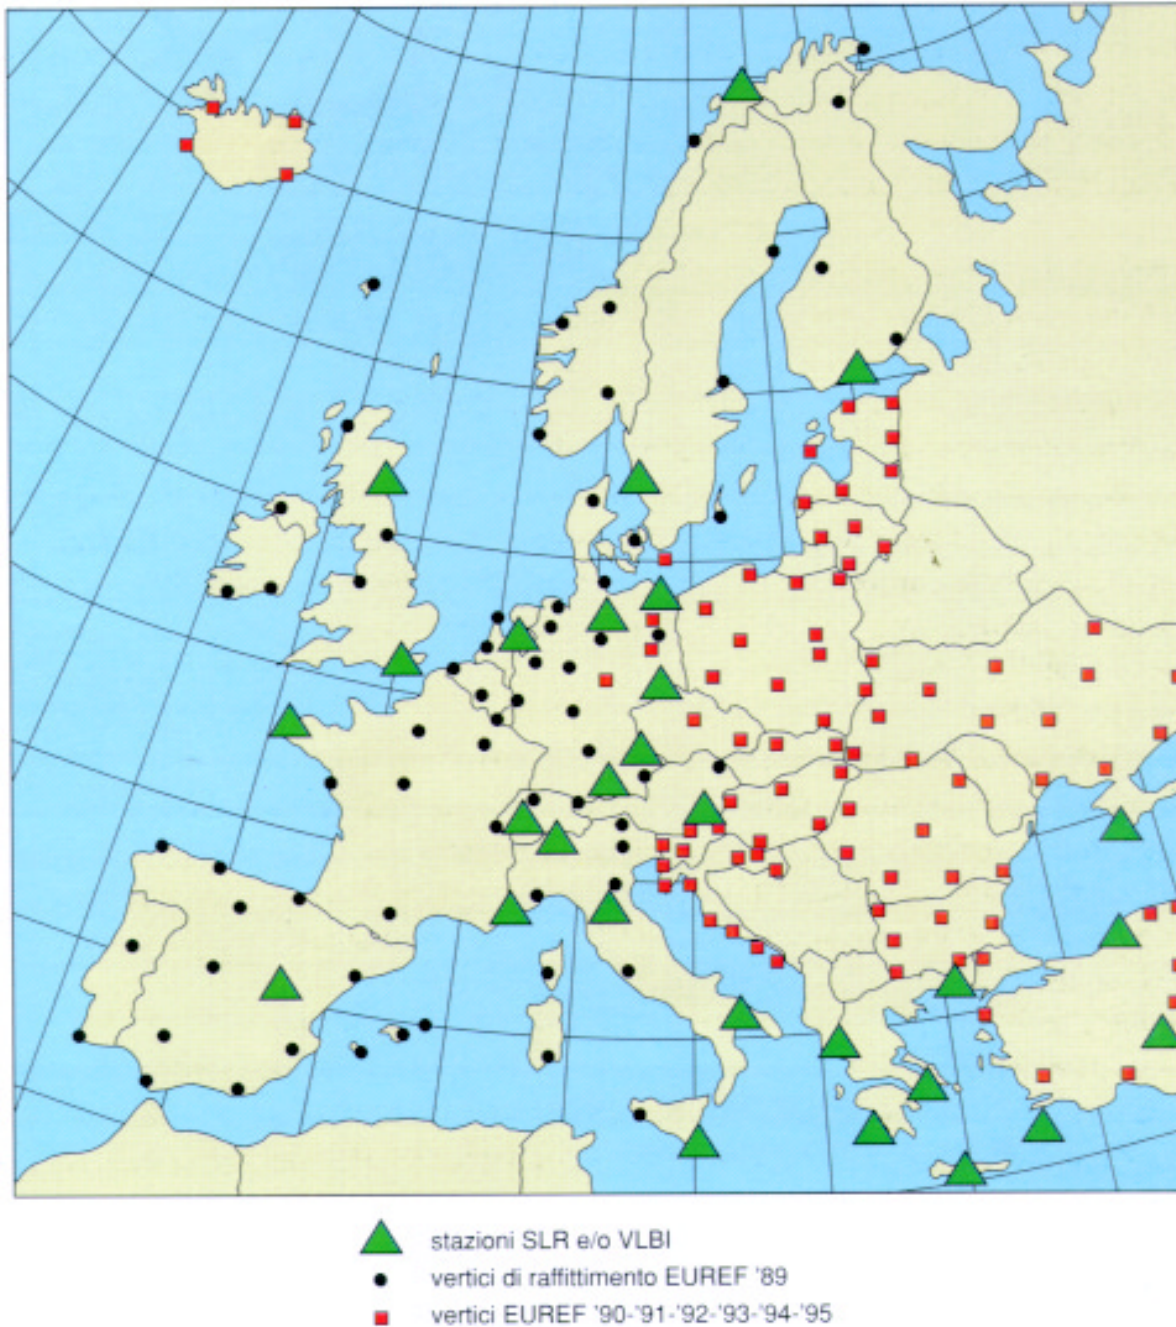 stazioni SLR e/o VLBI
vertici di raffittimento EUREF '89
vertici EUREF '90-'91-'92-'93-'94-'95